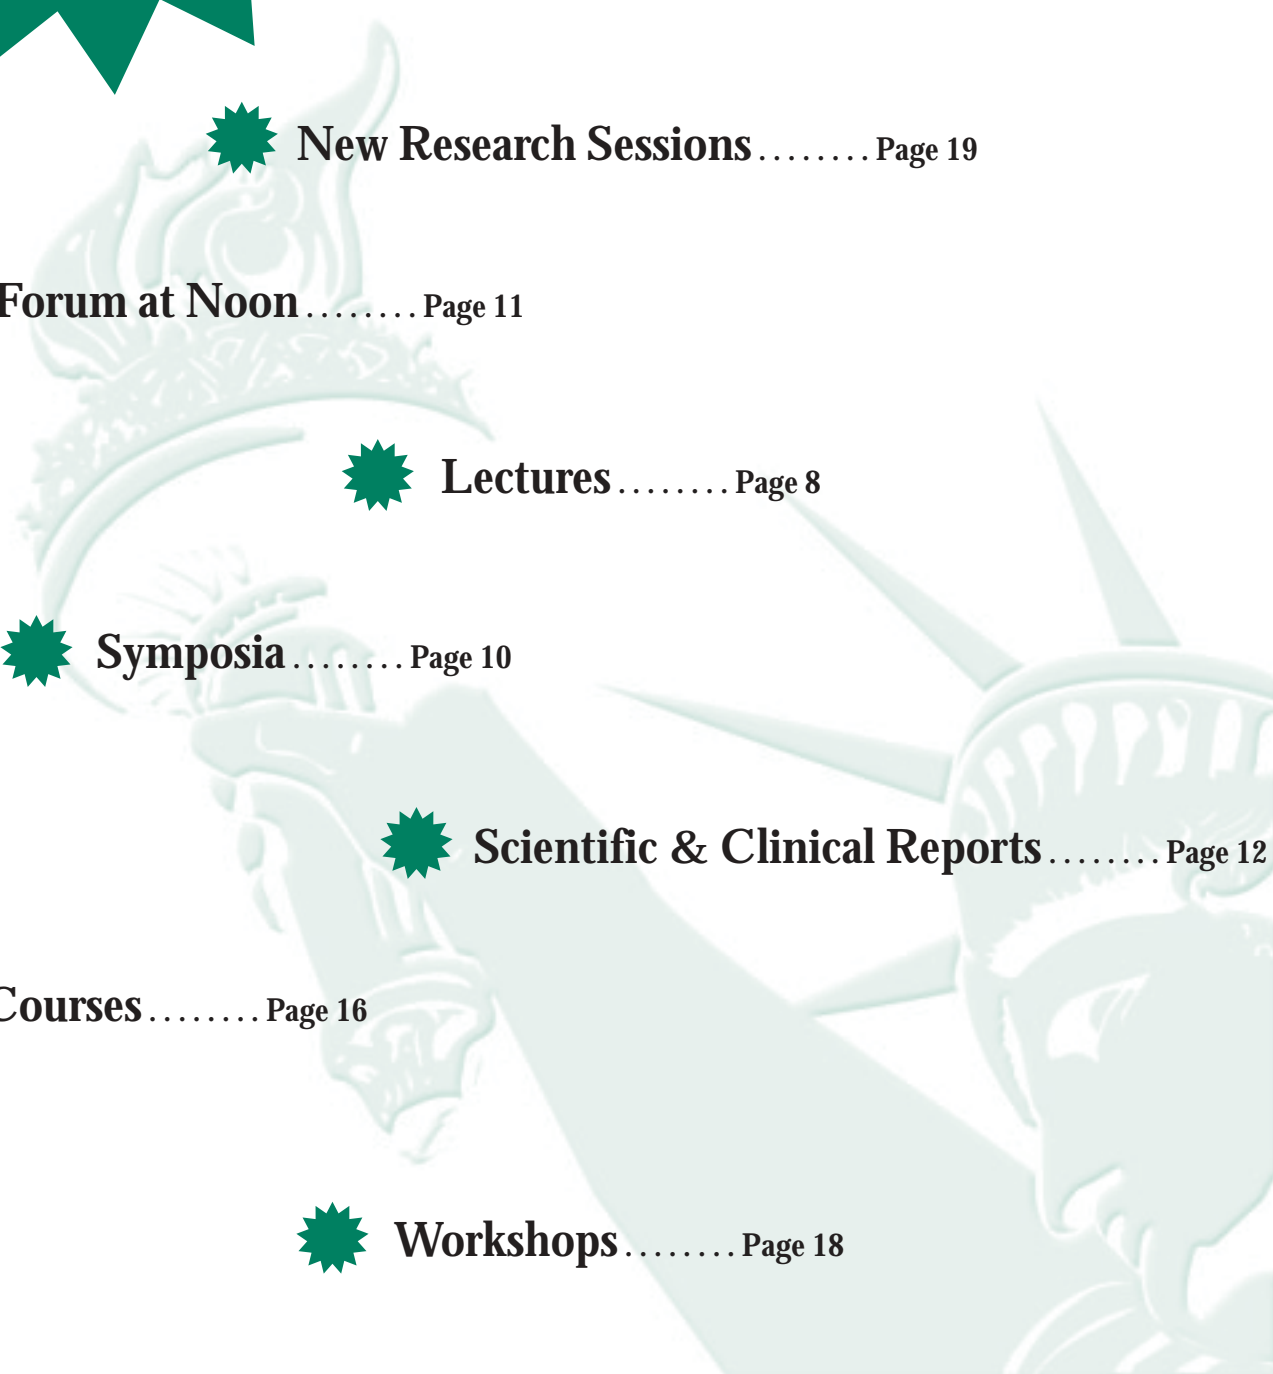 New Research Sessions ........ Page 19
Forum at Noon ........ Page 11
Lectures ........ Page 8
Symposia ........ Page 10
Scientific & Clinical Reports ........ Page 12
Courses ........ Page 16
Workshops ........ Page 18